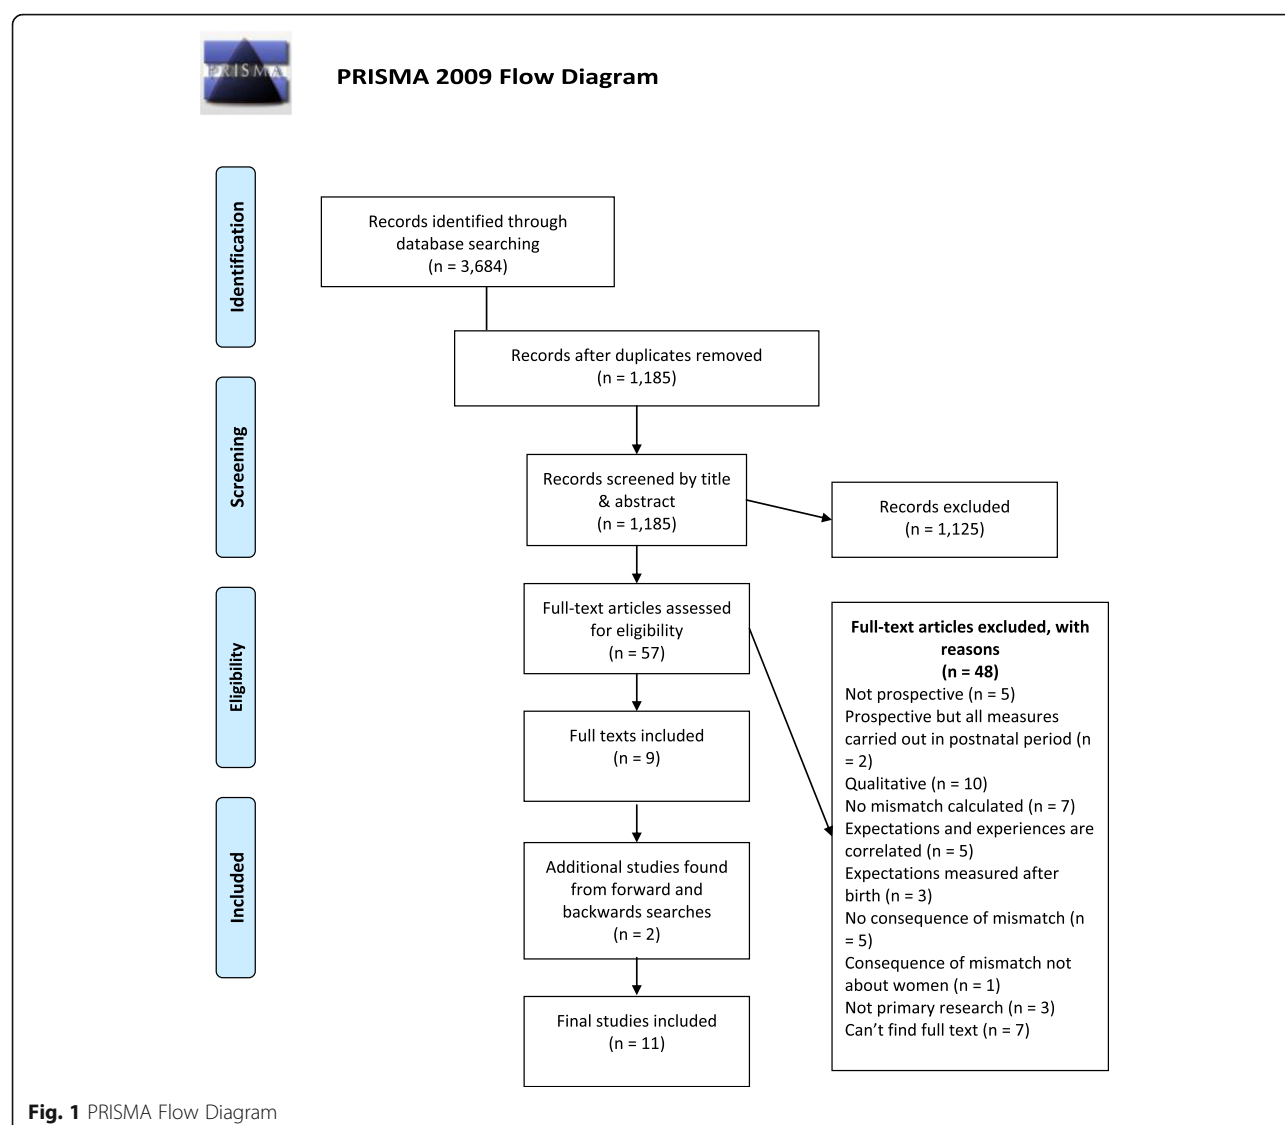 PRISMA
PRISMA 2009 Flow Diagram
Identification
Records identified through
database searching
(n = 3,684)
Records after duplicates removed
(n = 1,185)
Screening
Records screened by title
& abstract
(n = 1,185)
Records excluded
(n = 1,125)
Eligibility
Full-text articles assessed
for eligibility
(n = 57)
Full-text articles excluded, with
reasons
(n = 48)
Not prospective (n = 5)
Prospective but all measures
carried out in postnatal period (n
= 2)
Qualitative (n = 10)
No mismatch calculated (n = 7)
Expectations and experiences are
correlated (n = 5)
Expectations measured after
birth (n = 3)
No consequence of mismatch (n
= 5)
Consequence of mismatch not
about women (n = 1)
Not primary research (n = 3)
Can’t find full text (n = 7)
Full texts included
(n = 9)
Included
Additional studies found
from forward and
backwards searches
(n = 2)
Final studies included
(n = 11)
Fig. 1 PRISMA Flow Diagram